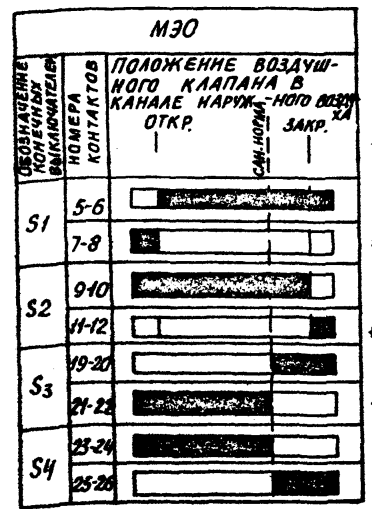 МЭО
ОБОЗНАЧЕНИЕ
КОНЕЧНЫХ
ВЫКЛЮЧАТЕЛЕЙ
НОМЕРА
КОНТАКТОВ
ПОЛОЖЕНИЕ ВОЗДУШ-
НОГО КЛАПАНА В
КАНАЛЕ НАРУЖ-НОГО ВОЗДУ
ХА
ОТКР.
САН.НОРМА
ЗАКР.
S1
5-6
7-8
S2
9-10
11-12
S3
19-20
21-22
S4
23-24
25-26